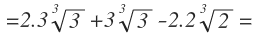 =2.3∛3 +3∛3 -2.2∛2 =